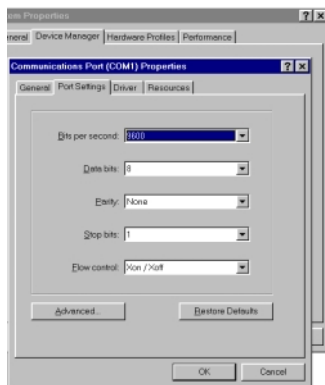 em Properties
neral Device Manager Hardware Profiles Performance
Communications Port (COM1) Properties
General Port Settings Driver Resources
Bits per second: 9600
Data bits: 8
Parity: None
Stop bits: 1
Flow control: Xon / Xoff
Advanced... Restore Defaults
OK Cancel